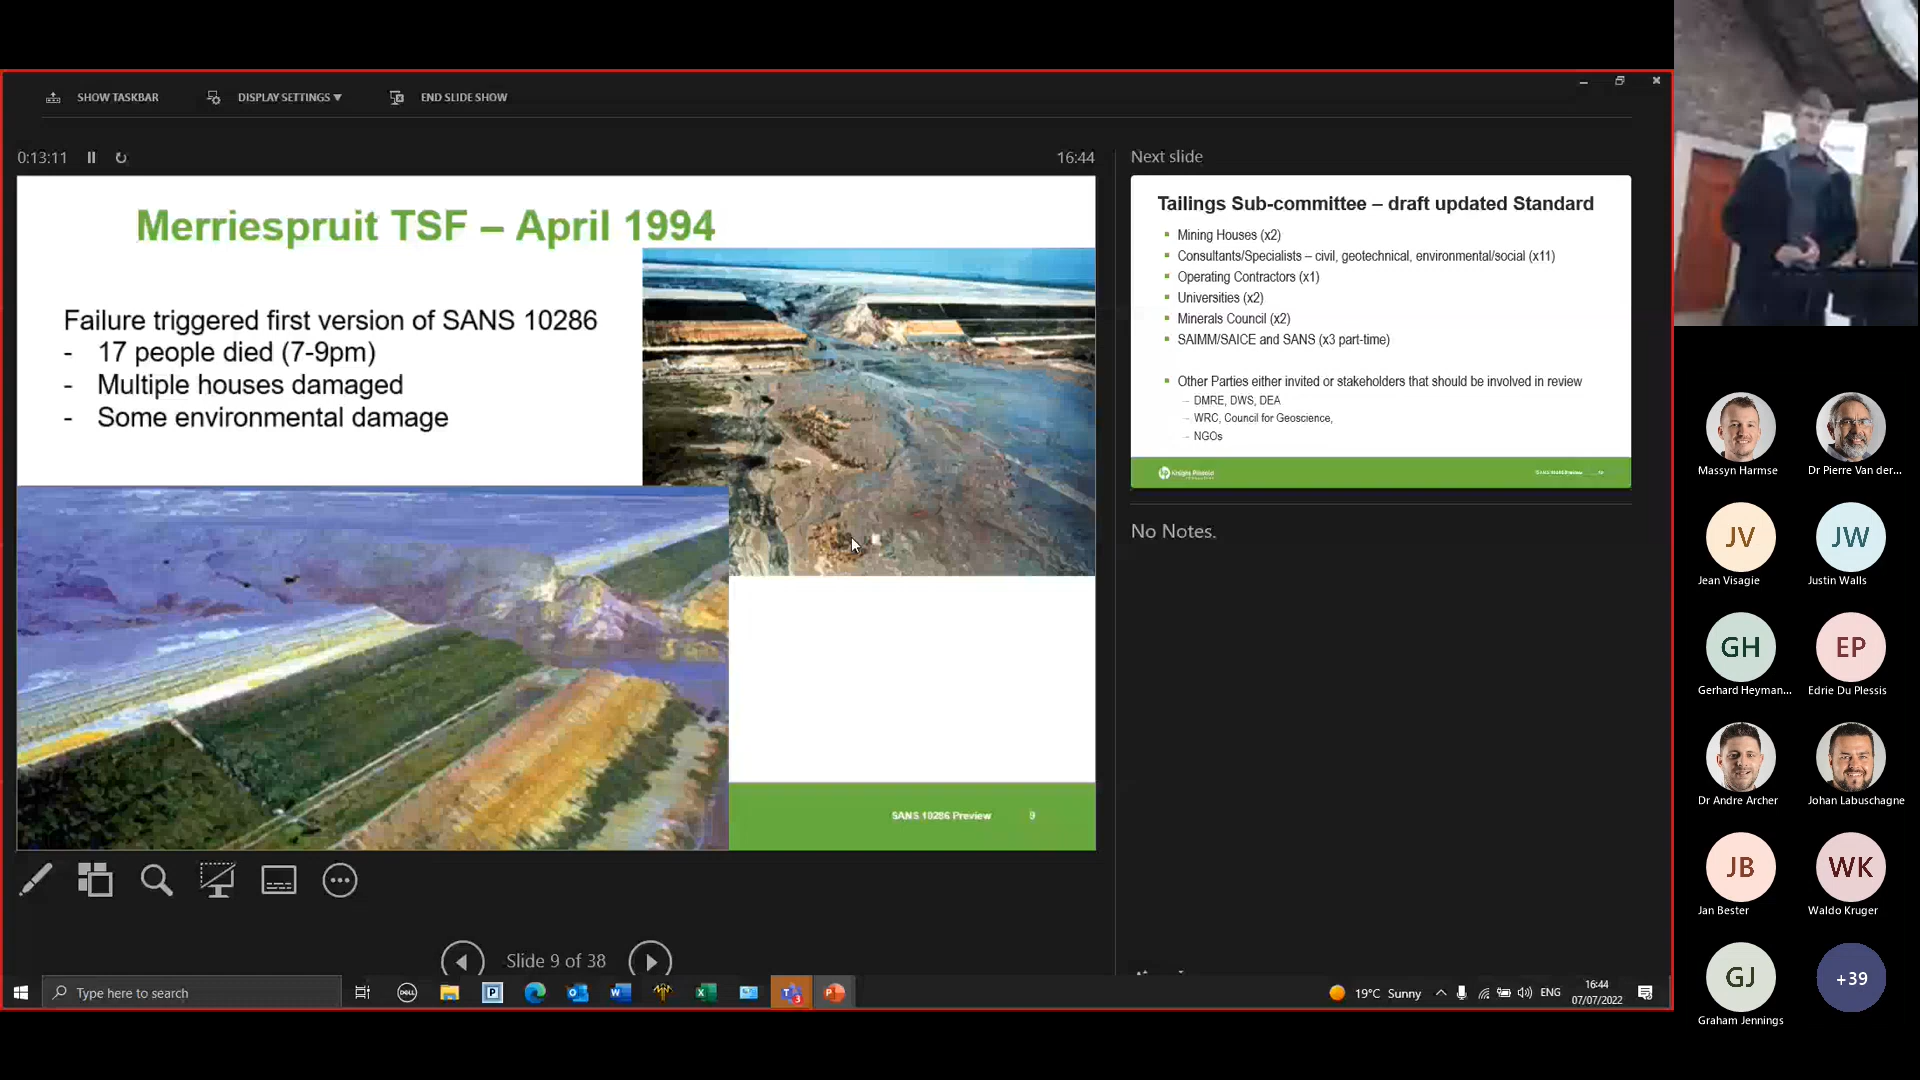 SHOW TASKBAR
DISPLAY SETTINGS ▼
END SLIDE SHOW
0:13:11
16:44
Merriespruit TSF – April 1994
Failure triggered first version of SANS 10286
- 17 people died (7-9pm)
- Multiple houses damaged
- Some environmental damage
SANS 10286 Preview 9
Next slide
Tailings Sub-committee – draft updated Standard
Mining Houses (x2)
Consultants/Specialists – civil, geotechnical, environmental/social (x11)
Operating Contractors (x1)
Universities (x2)
Minerals Council (x2)
SAIMM/SAICE and SANS (x3 part-time)
Other Parties either invited or stakeholders that should be involved in review
– DMRE, DWS, DEA
– WRC, Council for Geoscience,
– NGOs
Knight Piésold
No Notes.
Slide 9 of 38
Type here to search
DELL
19°C Sunny
ENG
16:44
07/07/2022
Massyn Harmse
Dr Pierre Van der...
JV
Jean Visagie
JW
Justin Walls
GH
Gerhard Heyman...
EP
Edrie Du Plessis
Dr Andre Archer
Johan Labuschagne
JB
Jan Bester
WK
Waldo Kruger
GJ
Graham Jennings
+39